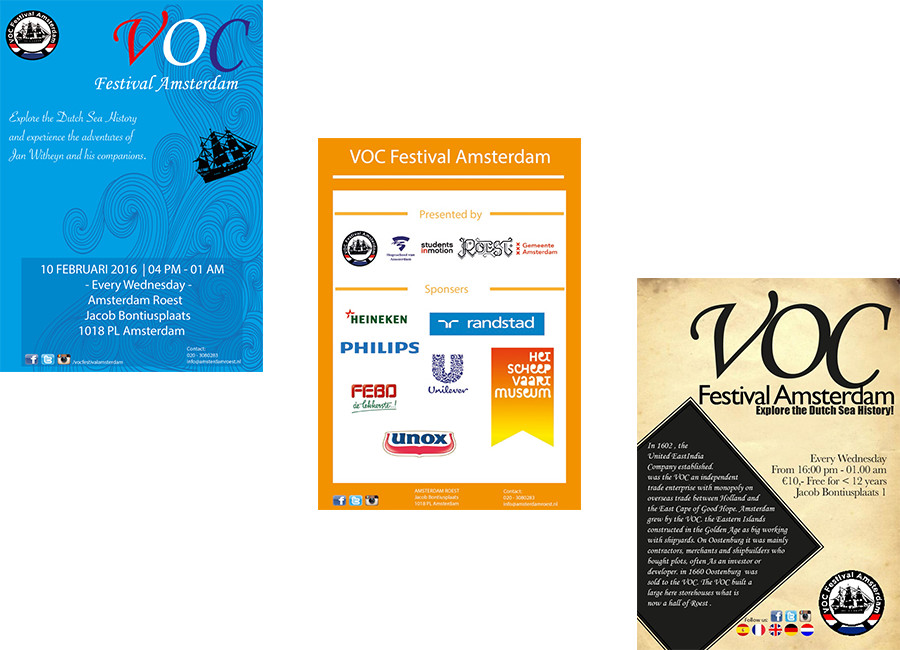 VOC Festival Amsterdam
VOC
Festival Amsterdam
Explore the Dutch Sea History
and experience the adventures of
Jan Witheyn and his companions.
10 FEBRUARI 2016 | 04 PM - 01 AM
- Every Wednesday -
Amsterdam Roest
Jacob Bontiusplaats
1018 PL Amsterdam
/vocfestivalamsterdam
Contact:
020 - 3080283
info@amsterdamroest.nl
VOC Festival Amsterdam
Presented by
VOC Festival Amsterdam
Hogeschool van
Amsterdam
students
inmotion
ROEST
Gemeente
Amsterdam
Sponsers
HEINEKEN
randstad
PHILIPS
Unilever
HET
SCHEEP
VAART
MUSEUM
FEBO
de lekkerste!
unox
AMSTERDAM ROEST
Jacob Bontiusplaats
1018 PL Amsterdam
Contact:
020 - 3080283
info@amsterdamroest.nl
VOC
Festival Amsterdam
Explore the Dutch Sea History!
Every Wednesday
From 16:00 pm - 01.00 am
€10,- Free for < 12 years
Jacob Bontiusplaats 1
In 1602 , the
United EastIndia
Company established.
was the VOC an independent
trade enterprise with monopoly on
overseas trade between Holland and
the East Cape of Good Hope. Amsterdam
grew by the VOC. the Eastern Islands
constructed in the Golden Age as big working
with shipyards. On Oostenburg it was mainly
contractors, merchants and shipbuilders who
bought plots, often As an investor or
developer. in 1660 Oostenburg was
sold to the VOC. The VOC built a
large here storehouses what is
now a hall of Roest .
Follow us:
VOC Festival Amsterdam